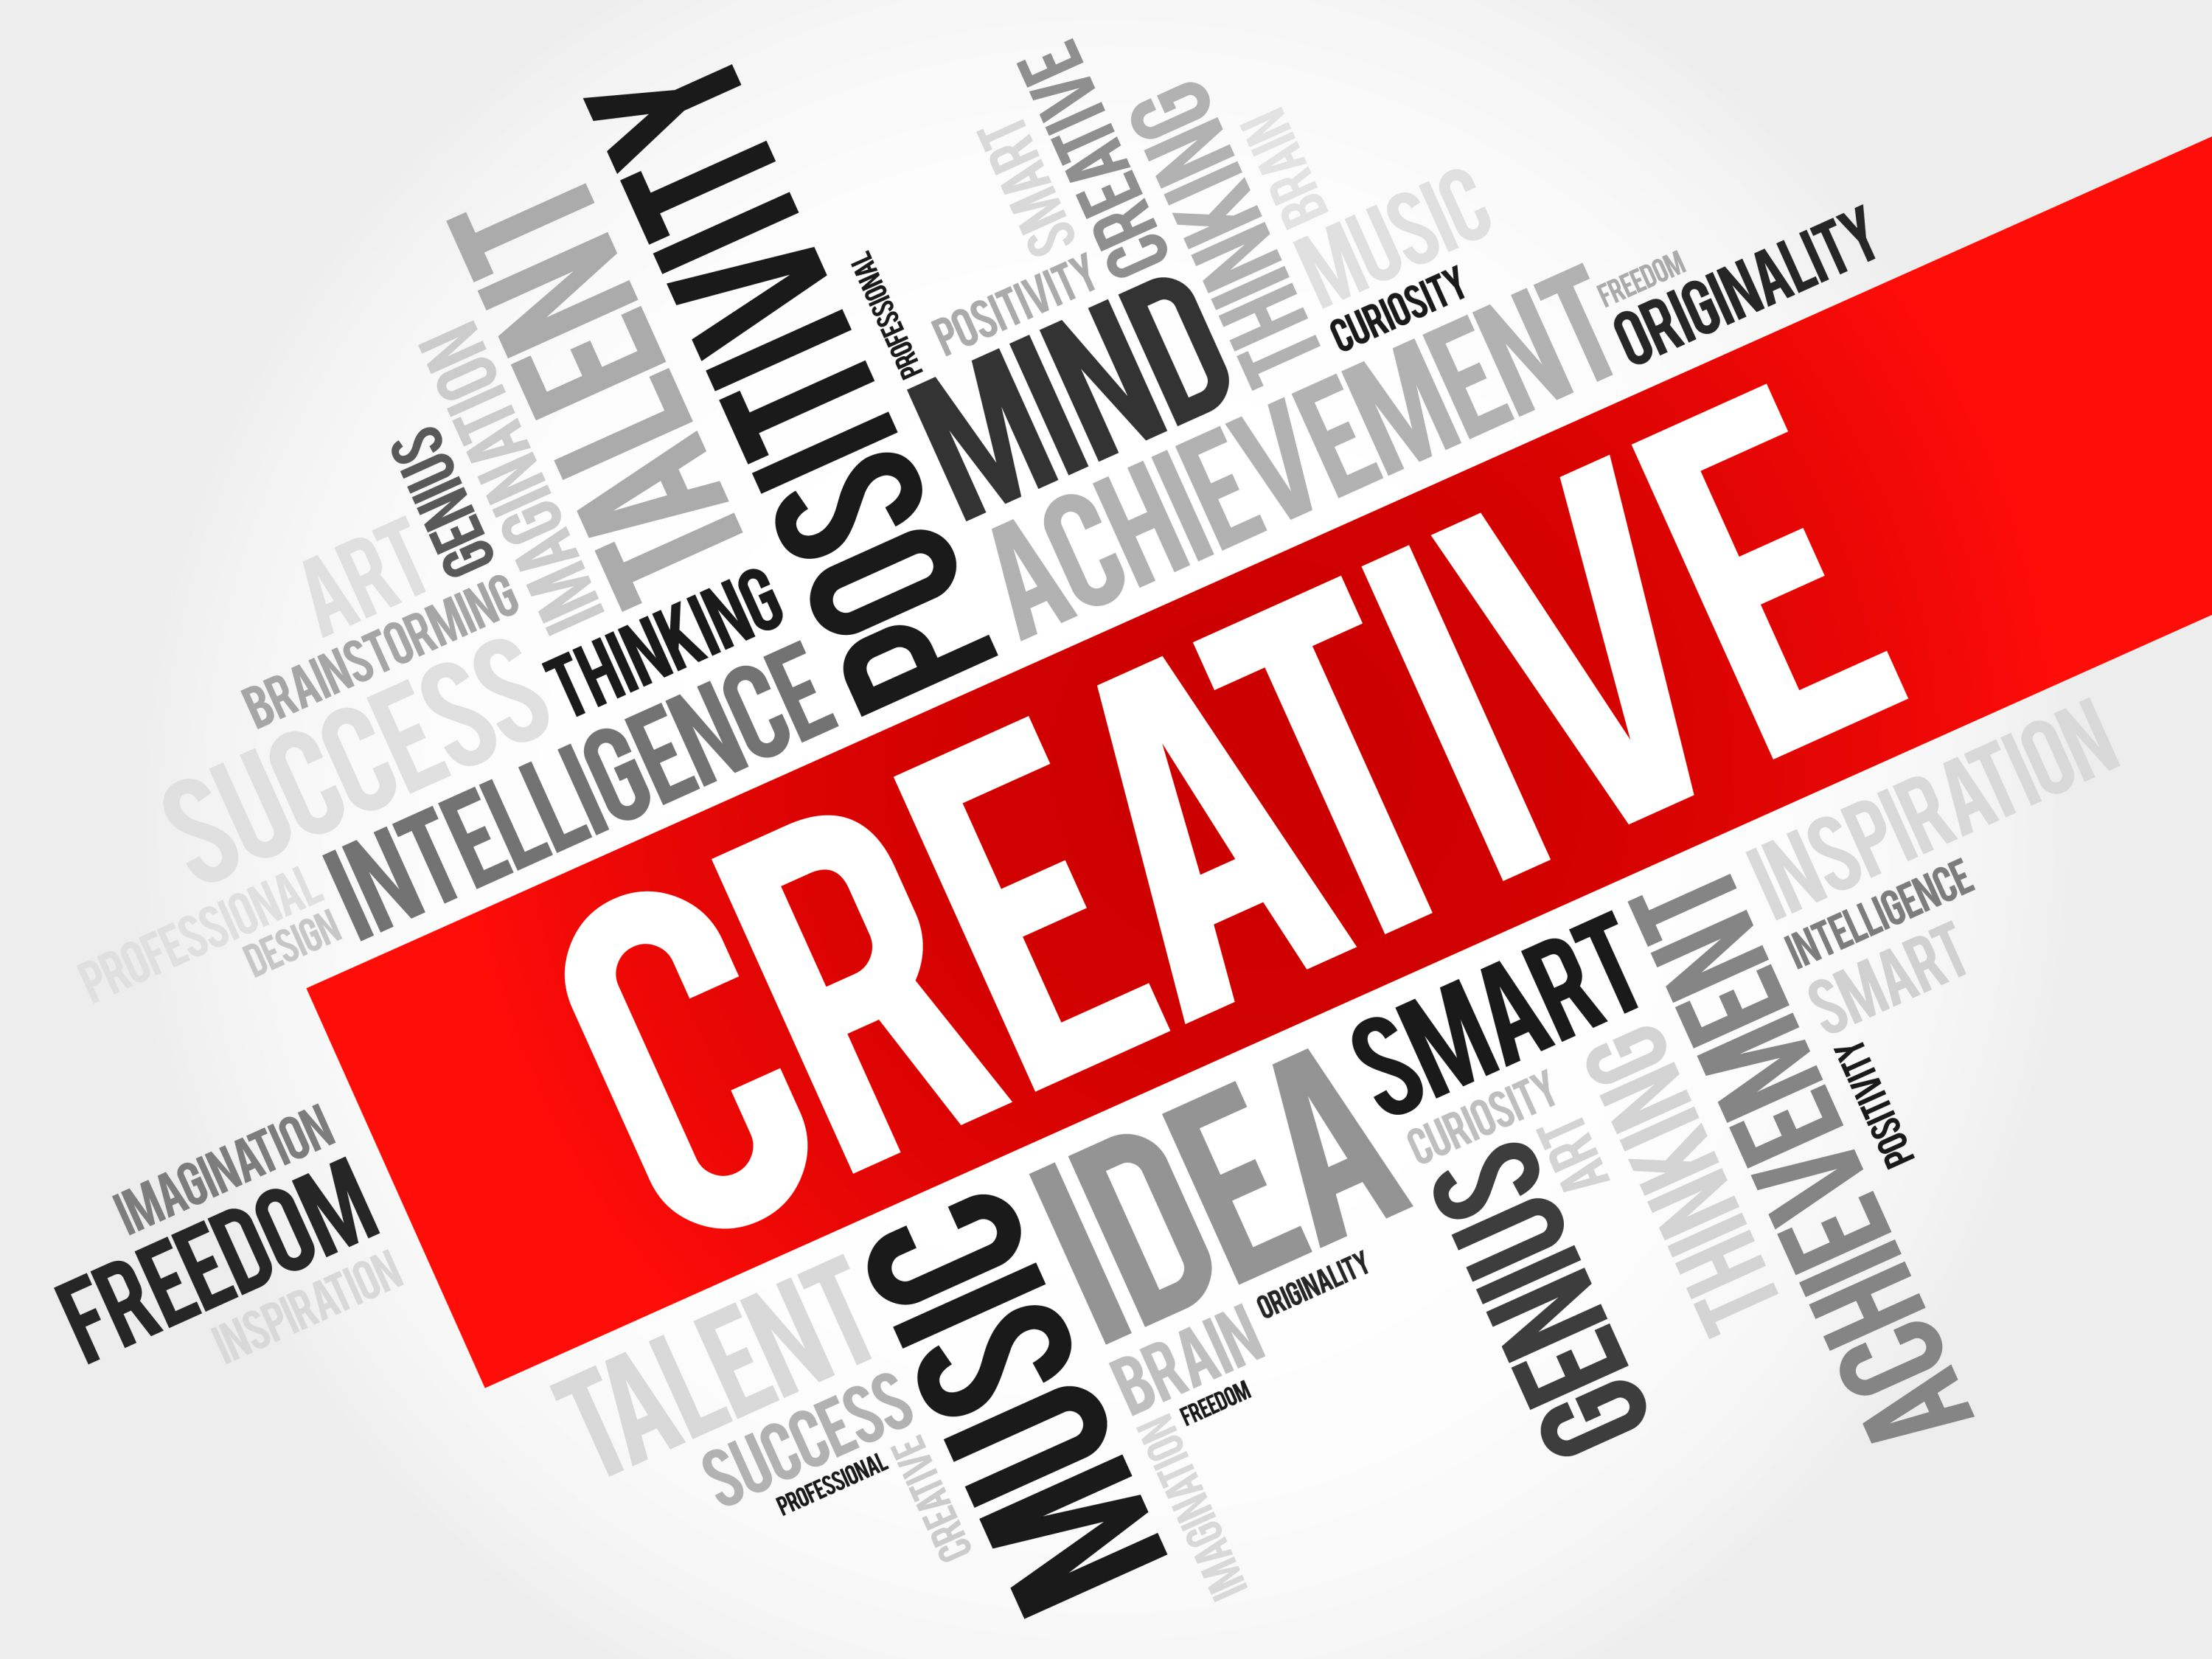 SMART
CREATIVE
THINKING
BRAIN
MUSIC
POSITIVITY
TALENT
IMAGINATION
GENIUS
PROFESSIONAL
POSITIVITY
MIND
CURIOSITY
FREEDOM
ACHIEVEMENT
ORIGINALITY
ART
BRAINSTORMING
THINKING
SUCCESS
INTELLIGENCE
PROFESSIONAL
DESIGN
CREATIVE
INSPIRATION
INTELLIGENCE
SMART
ACHIEVEMENT
POSITIVITY
SMART
CURIOSITY
ART
THINKING
GENIUS
IDEA
IMAGINATION
FREEDOM
INSPIRATION
MUSIC
TALENT
SUCCESS
PROFESSIONAL
CREATIVE
ORIGINALITY
BRAIN
FREEDOM
IMAGINATION